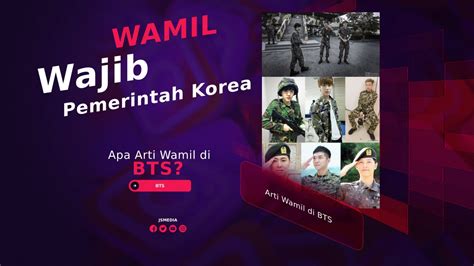 WAMIL
Wajib
Pemerintah Korea
Apa Arti Wamil di
BTS?
BTS
JSMEDIA
Arti Wamil di BTS